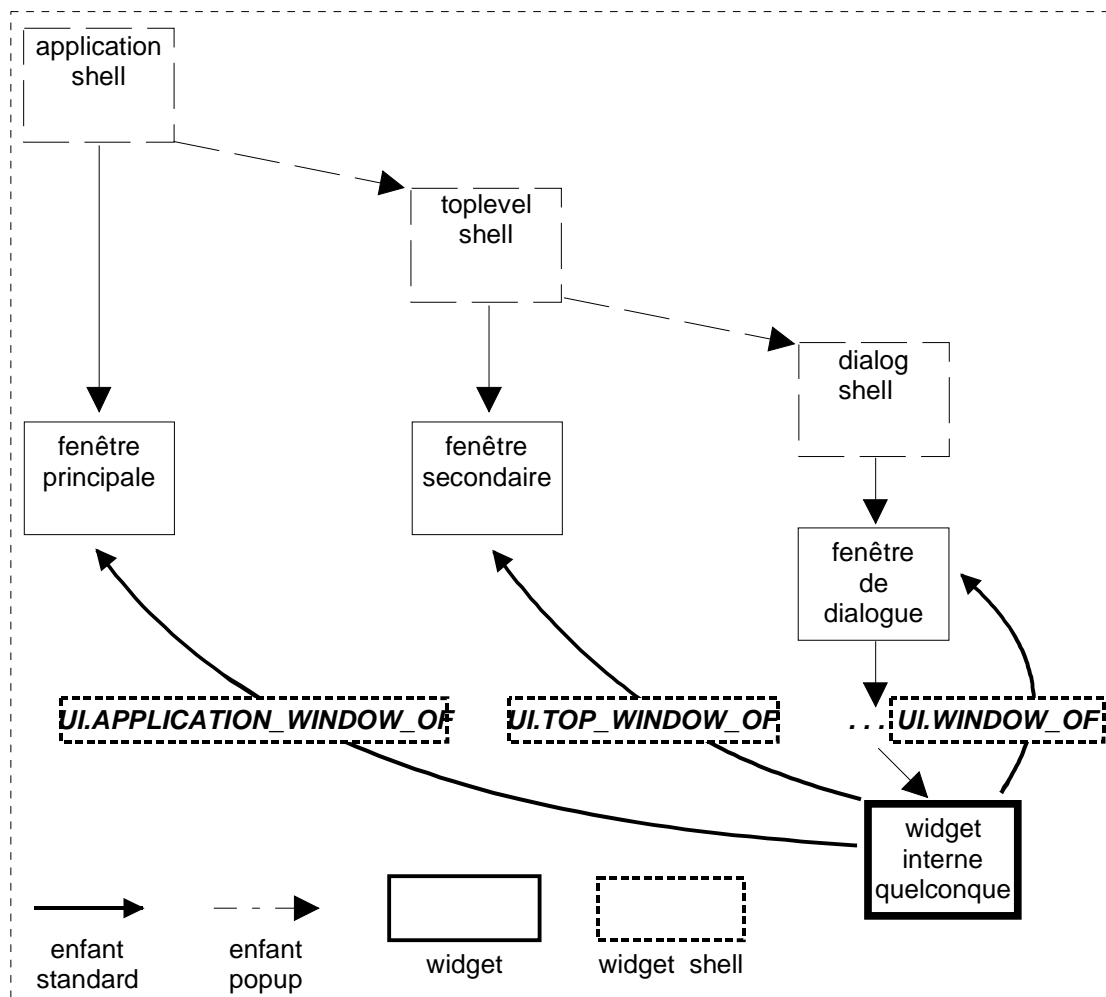 application
shell
toplevel
shell
dialog
shell
fenêtre
principale
fenêtre
secondaire
fenêtre
de
dialogue
UI.APPLICATION_WINDOW_OF
UI.TOP_WINDOW_OF
... UI.WINDOW_OF
widget
interne
quelconque
enfant
standard
enfant
popup
widget
widget shell